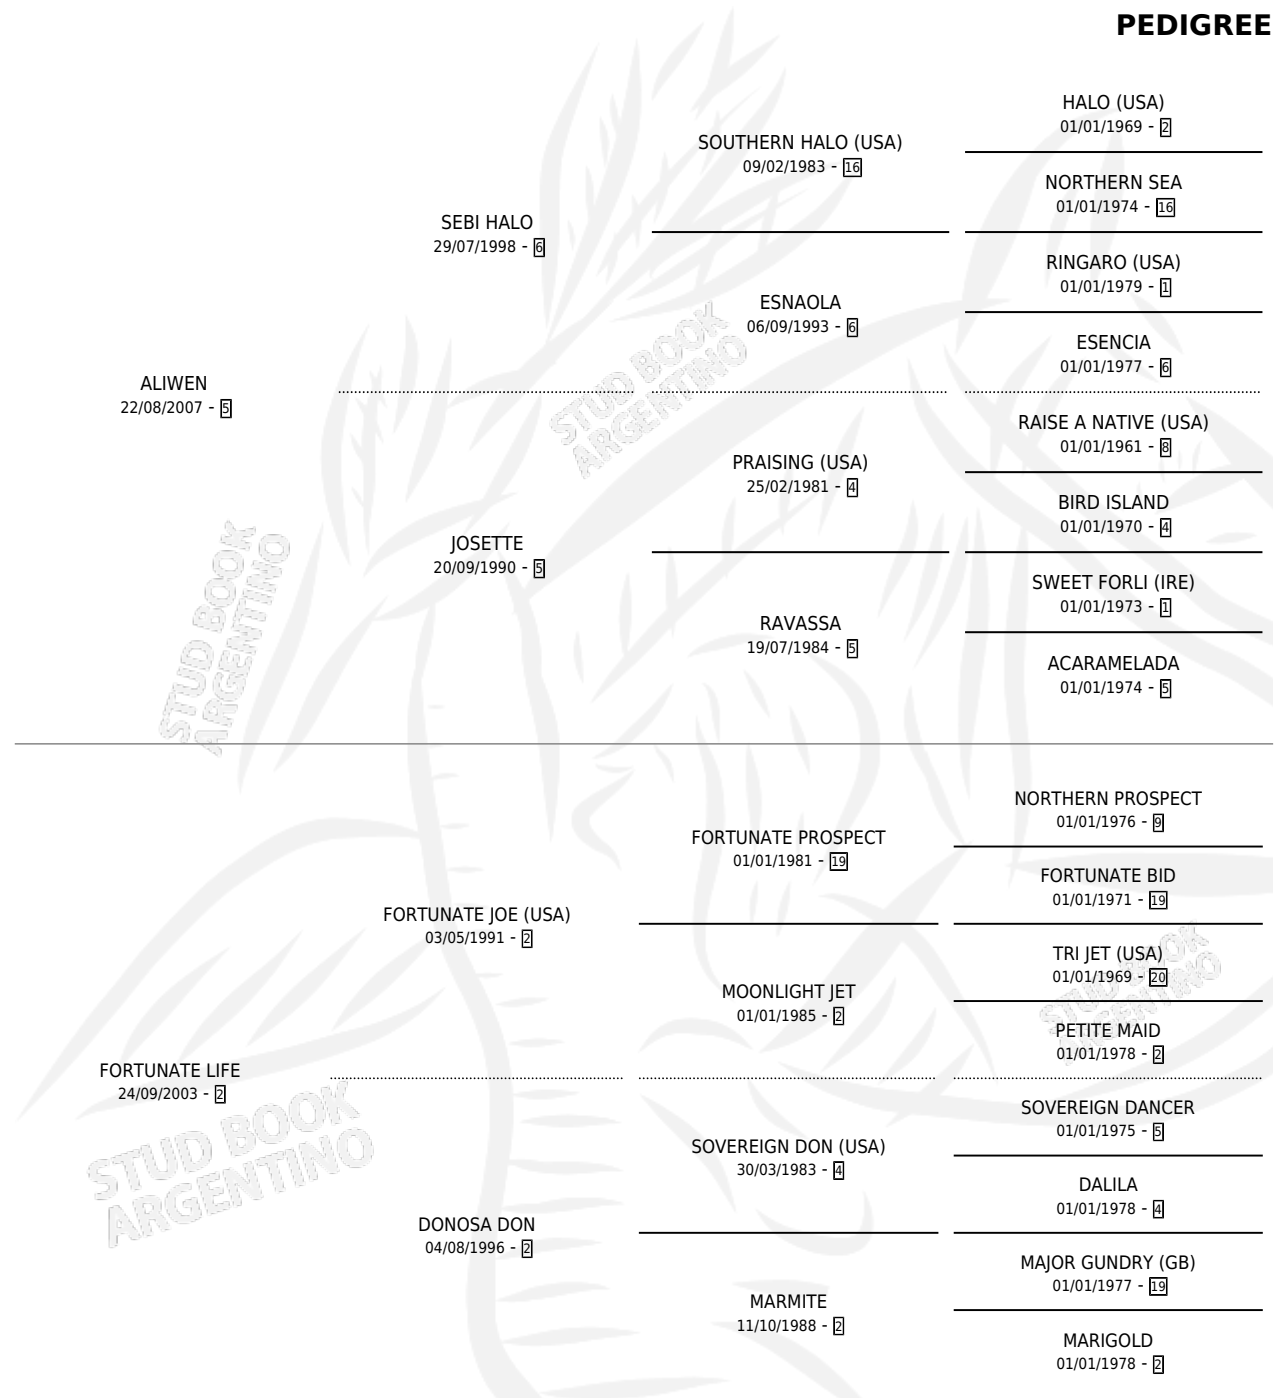 PEDIGREE
HALO (USA)
01/01/1969 - 2
SOUTHERN HALO (USA)
09/02/1983 - 16
NORTHERN SEA
01/01/1974 - 16
SEBI HALO
29/07/1998 - 6
RINGARO (USA)
01/01/1979 - 1
ESNAOLA
06/09/1993 - 6
ESENCIA
01/01/1977 - 6
ALIWEN
22/08/2007 - 5
RAISE A NATIVE (USA)
01/01/1961 - 8
PRAISING (USA)
25/02/1981 - 4
BIRD ISLAND
01/01/1970 - 4
JOSETTE
20/09/1990 - 5
SWEET FORLI (IRE)
01/01/1973 - 1
RAVASSA
19/07/1984 - 5
ACARAMELADA
01/01/1974 - 5
NORTHERN PROSPECT
01/01/1976 - 9
FORTUNATE PROSPECT
01/01/1981 - 19
FORTUNATE BID
01/01/1971 - 19
FORTUNATE JOE (USA)
03/05/1991 - 2
TRI JET (USA)
01/01/1969 - 20
MOONLIGHT JET
01/01/1985 - 2
PETITE MAID
01/01/1978 - 2
FORTUNATE LIFE
24/09/2003 - 2
SOVEREIGN DANCER
01/01/1975 - 5
SOVEREIGN DON (USA)
30/03/1983 - 4
DALILA
01/01/1978 - 4
DONOSA DON
04/08/1996 - 2
MAJOR GUNDRY (GB)
01/01/1977 - 19
MARMITE
11/10/1988 - 2
MARIGOLD
01/01/1978 - 2
STUD BOOK
ARGENTINO
STUD BOOK
ARGENTINO
STUD BOOK
ARGENTINO
STUD BOOK
ARGENTINO